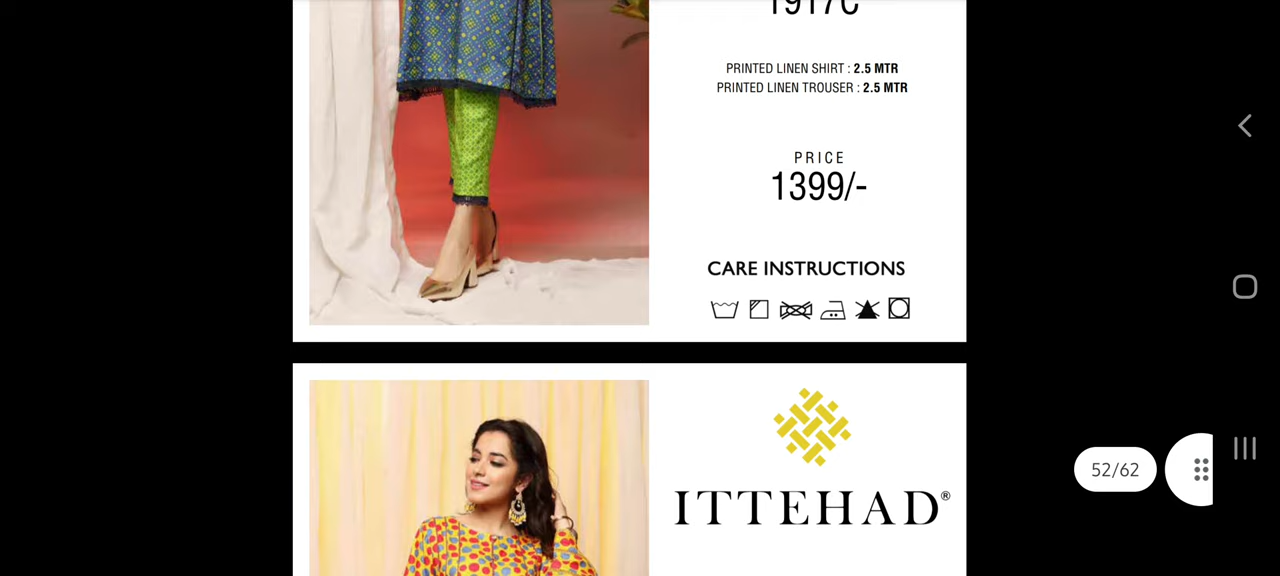 1917C
PRINTED LINEN SHIRT : 2.5 MTR
PRINTED LINEN TROUSER : 2.5 MTR
PRICE
1399/-
CARE INSTRUCTIONS
ITTEHAD®
52/62